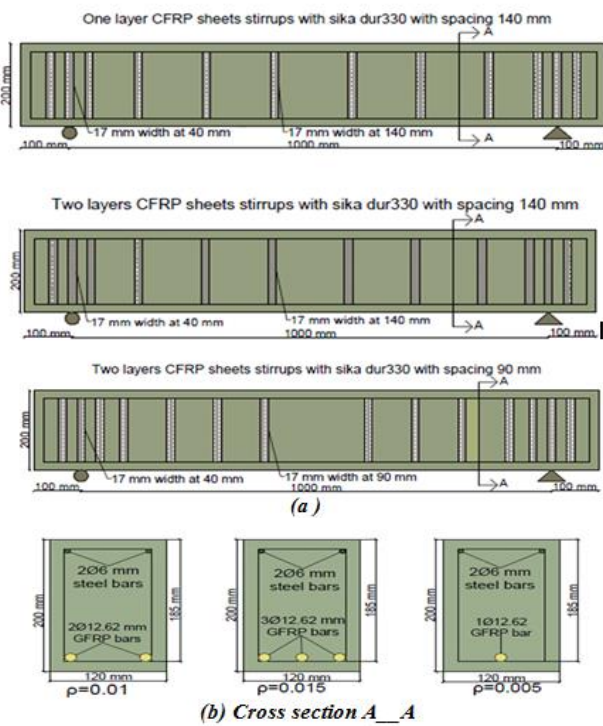 One layer CFRP sheets stirrups with sika dur330 with spacing 140 mm
A
200 mm
17 mm width at 40 mm
17 mm width at 140 mm
A
100 mm
1000 mm
100 mm
Two layers CFRP sheets stirrups with sika dur330 with spacing 140 mm
A
200 mm
17 mm width at 40 mm
17 mm width at 140 mm
A
100 mm
1000 mm
100 mm
Two layers CFRP sheets stirrups with sika dur330 with spacing 90 mm
A
200 mm
17 mm width at 40 mm
17 mm width at 90 mm
A
100 mm
1000 mm
100 mm
(a )
2Ø6 mm
steel bars
200 mm
185 mm
2Ø12.62 mm
GFRP bars
120 mm
ρ=0.01
2Ø6 mm
steel bars
200 mm
185 mm
3Ø12.62 mm
GFRP bars
120 mm
ρ=0.015
2Ø6 mm
steel bars
200 mm
185 mm
1Ø12.62
GFRP bar
120 mm
ρ=0.005
(b) Cross section A__A